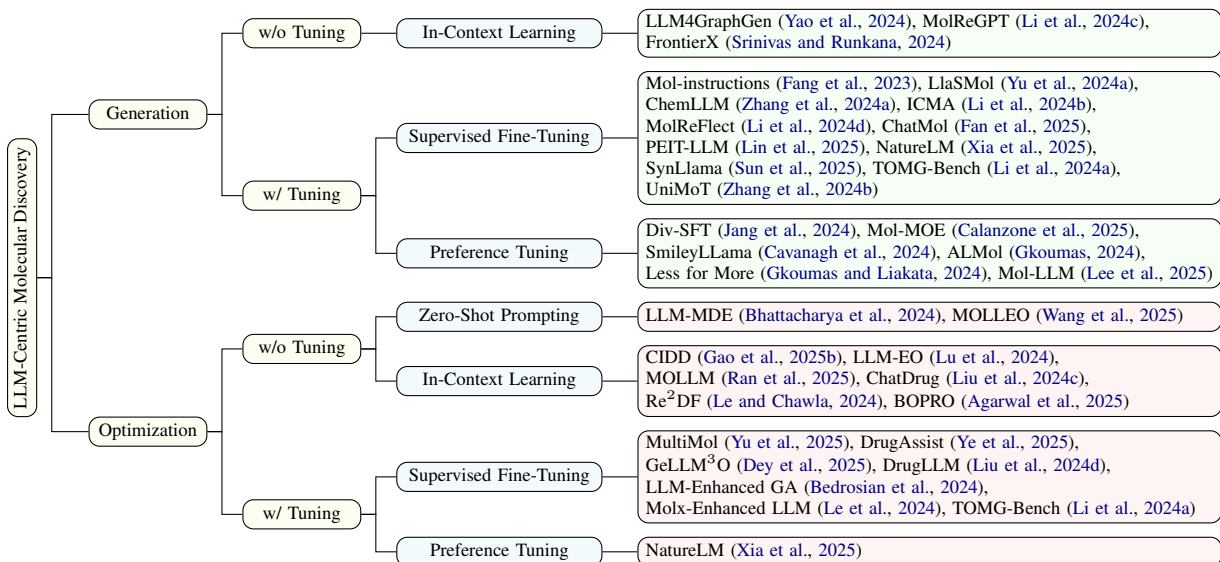 LLM-Centric Molecular Discovery
Generation
w/o Tuning
In-Context Learning
LLM4GraphGen (Yao et al., 2024), MolReGPT (Li et al., 2024c),
FrontierX (Srinivas and Runkana, 2024)
w/ Tuning
Supervised Fine-Tuning
Mol-instructions (Fang et al., 2023), LlaSMol (Yu et al., 2024a),
ChemLLM (Zhang et al., 2024a), ICMA (Li et al., 2024b),
MolReFlect (Li et al., 2024d), ChatMol (Fan et al., 2025),
PEIT-LLM (Lin et al., 2025), NatureLM (Xia et al., 2025),
SynLlama (Sun et al., 2025), TOMG-Bench (Li et al., 2024a),
UniMoT (Zhang et al., 2024b)
Preference Tuning
Div-SFT (Jang et al., 2024), Mol-MOE (Calanzone et al., 2025),
SmileyLLama (Cavanagh et al., 2024), ALMol (Gkoumas, 2024),
Less for More (Gkoumas and Liakata, 2024), Mol-LLM (Lee et al., 2025)
Optimization
w/o Tuning
Zero-Shot Prompting
LLM-MDE (Bhattacharya et al., 2024), MOLLEO (Wang et al., 2025)
In-Context Learning
CIDD (Gao et al., 2025b), LLM-EO (Lu et al., 2024),
MOLLM (Ran et al., 2025), ChatDrug (Liu et al., 2024c),
Re²DF (Le and Chawla, 2024), BOPRO (Agarwal et al., 2025)
w/ Tuning
Supervised Fine-Tuning
MultiMol (Yu et al., 2025), DrugAssist (Ye et al., 2025),
GeLLM³O (Dey et al., 2025), DrugLLM (Liu et al., 2024d),
LLM-Enhanced GA (Bedrosian et al., 2024),
Molx-Enhanced LLM (Le et al., 2024), TOMG-Bench (Li et al., 2024a)
Preference Tuning
NatureLM (Xia et al., 2025)